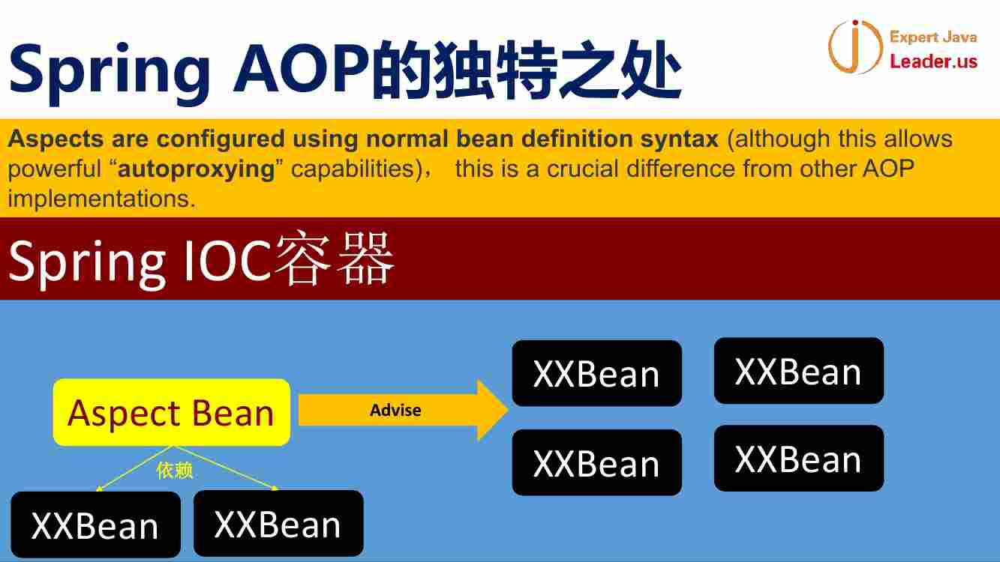 Spring AOP的独特之处
Expert Java
Leader.us
Aspects are configured using normal bean definition syntax (although this allows
powerful “autoproxying” capabilities)， this is a crucial difference from other AOP
implementations.
Spring IOC容器
XXBean
XXBean
Aspect Bean
Advise
XXBean
XXBean
依赖
XXBean
XXBean